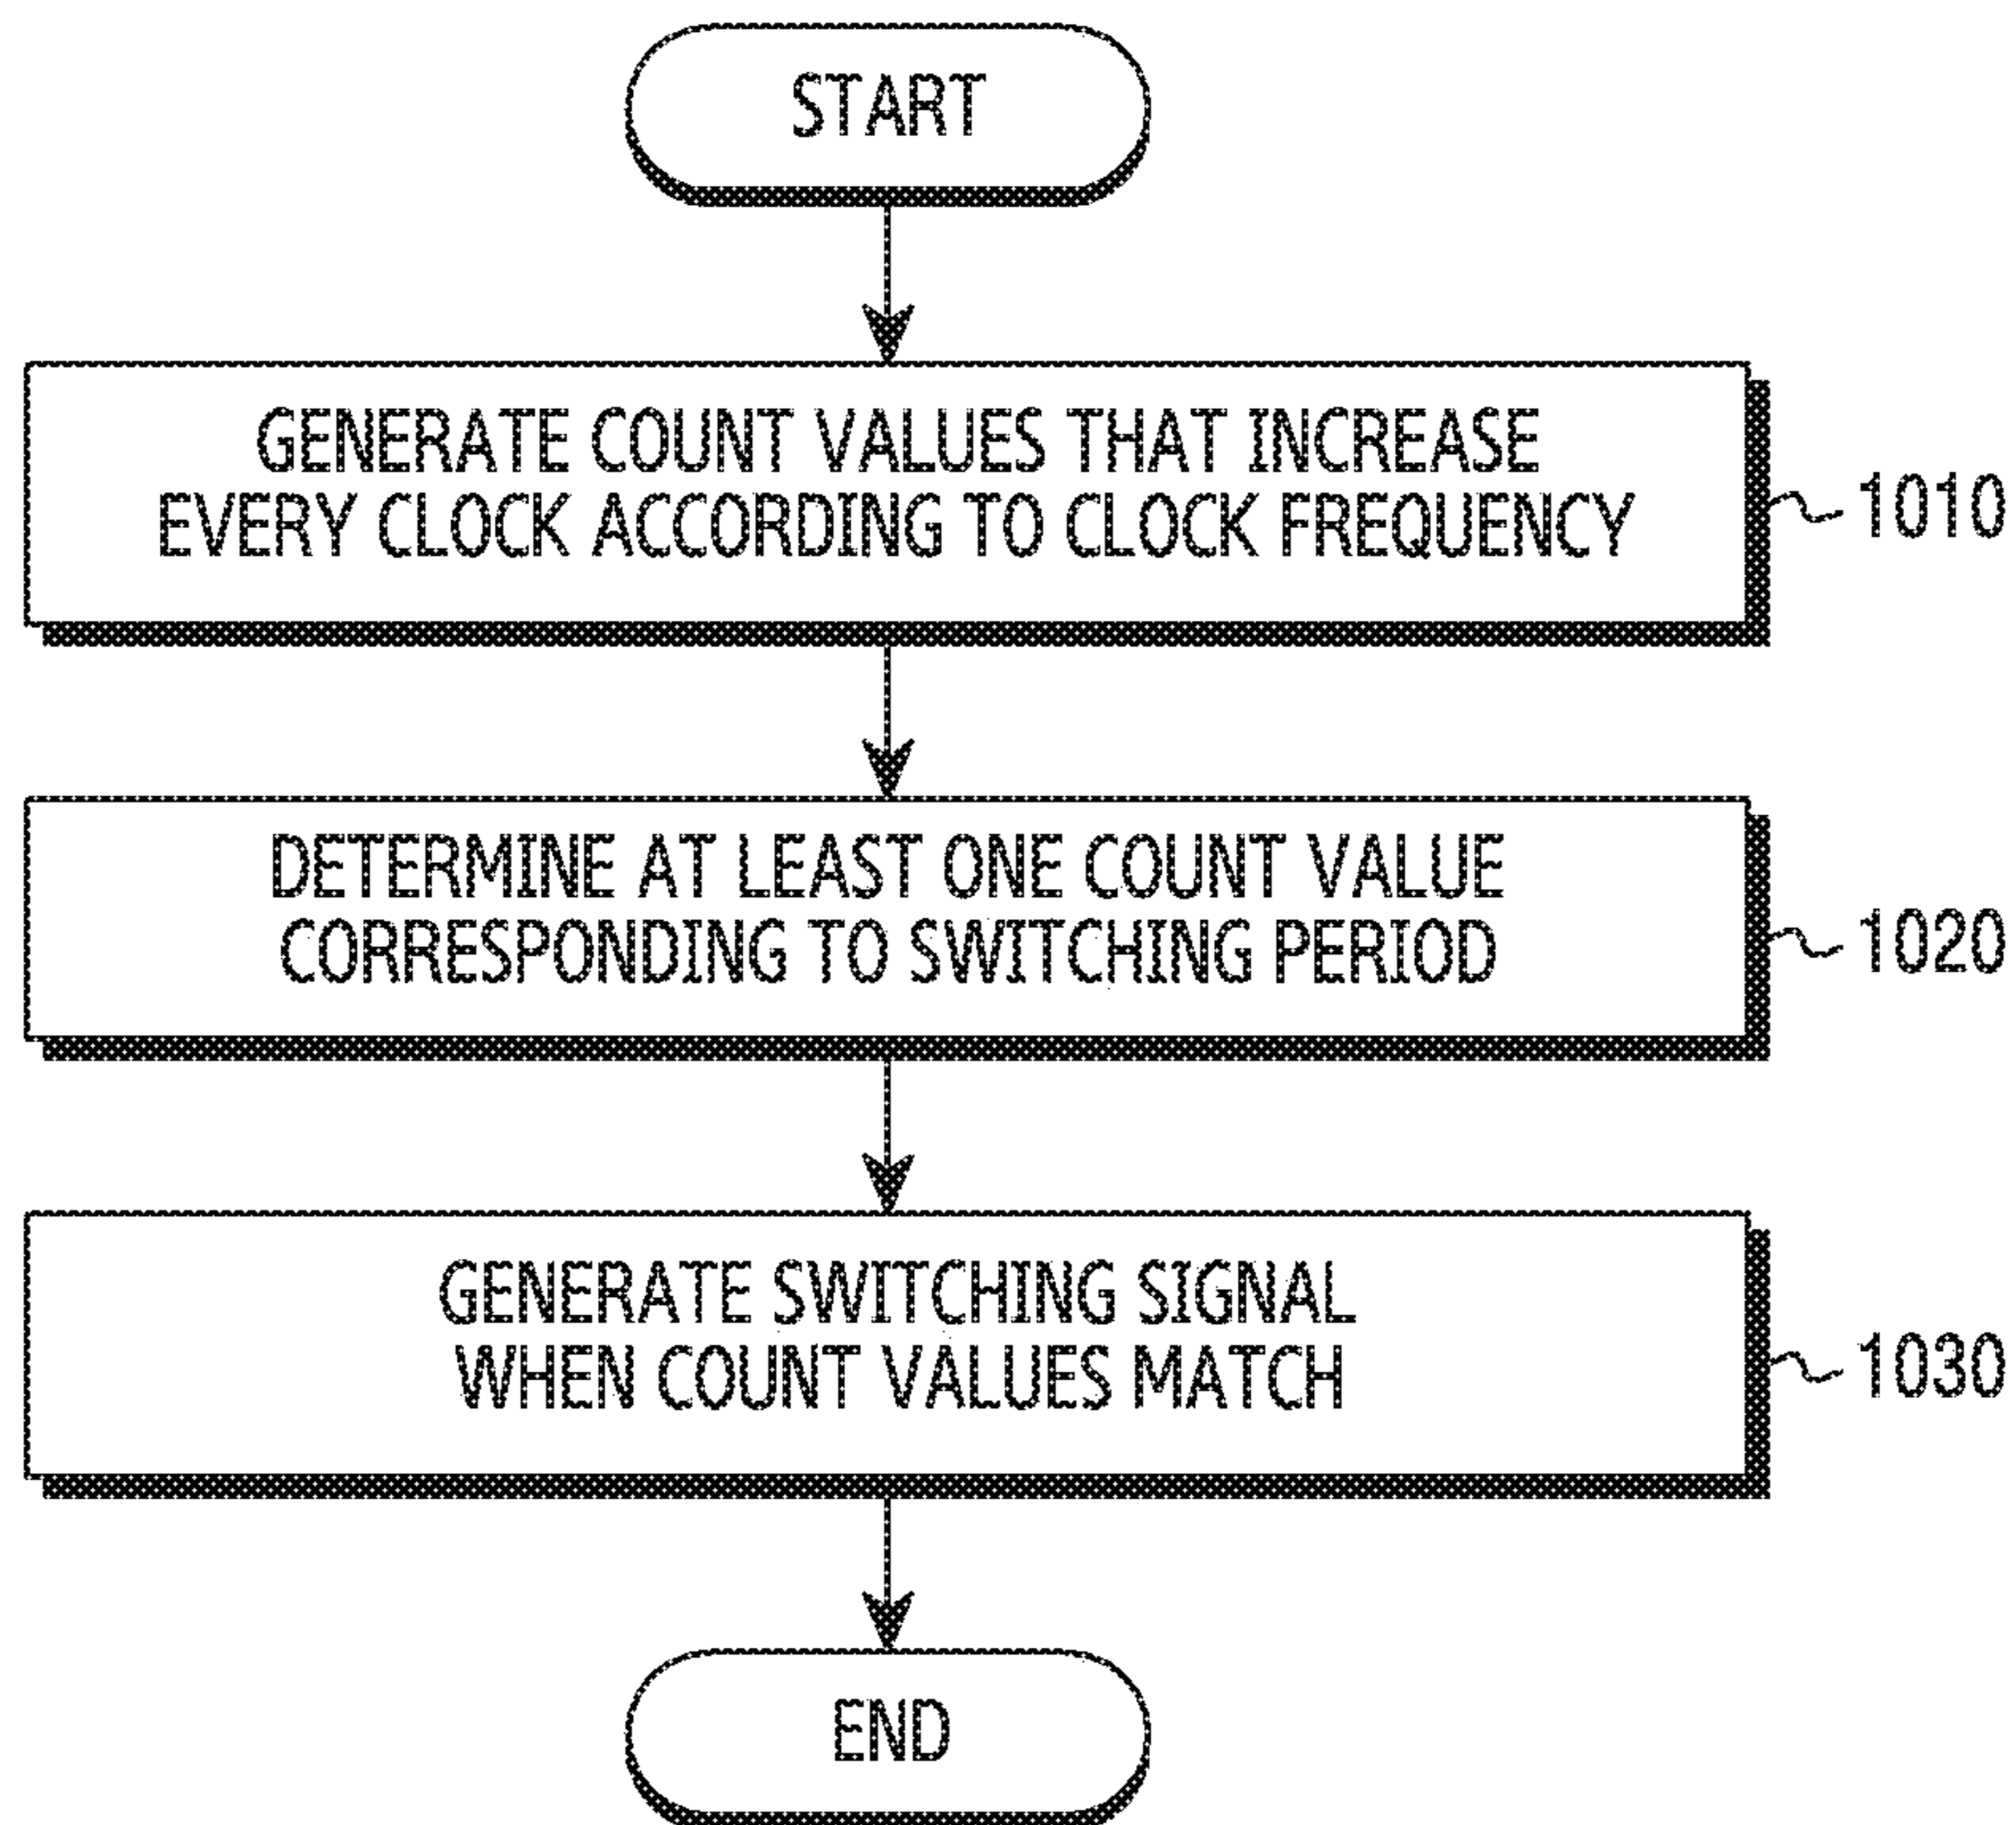 START
GENERATE COUNT VALUES THAT INCREASE
EVERY CLOCK ACCORDING TO CLOCK FREQUENCY
1010
DETERMINE AT LEAST ONE COUNT VALUE
CORRESPONDING TO SWITCHING PERIOD
1020
GENERATE SWITCHING SIGNAL
WHEN COUNT VALUES MATCH
1030
END